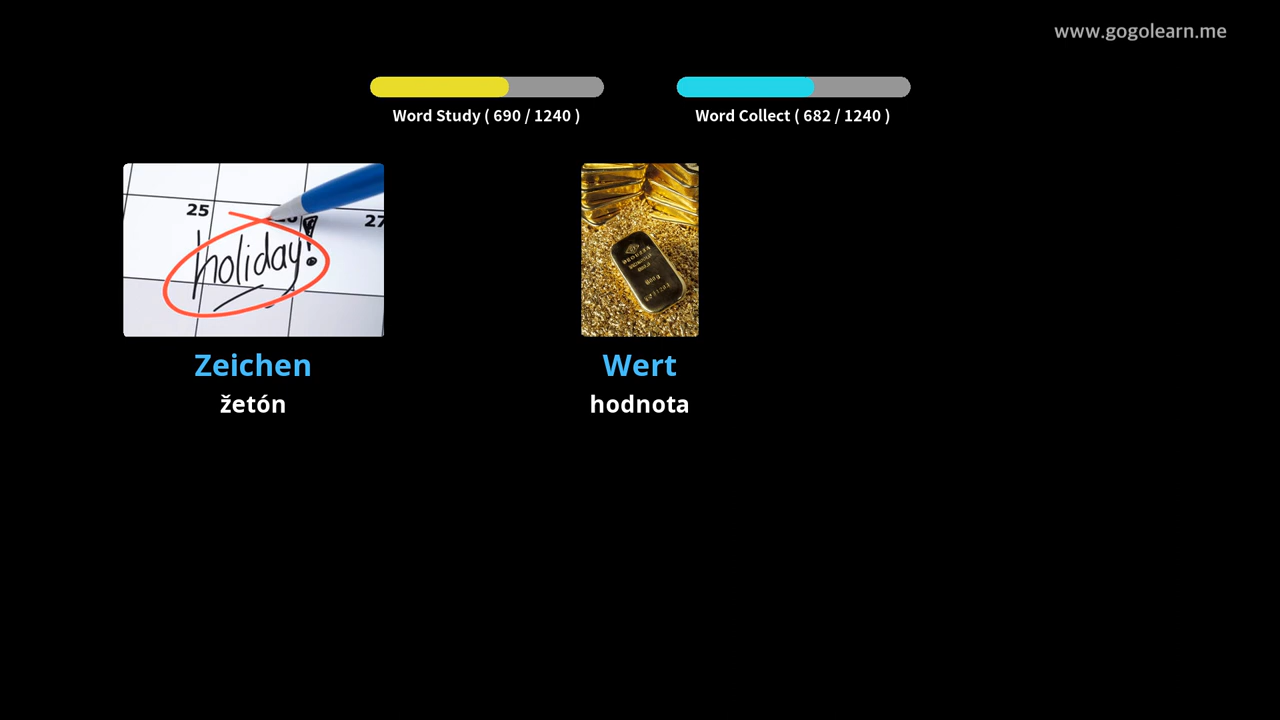 www.gogolearn.me
Word Study ( 690 / 1240 )
Word Collect ( 682 / 1240 )
25
27
holiday!
Zeichen
žetón
Wert
hodnota